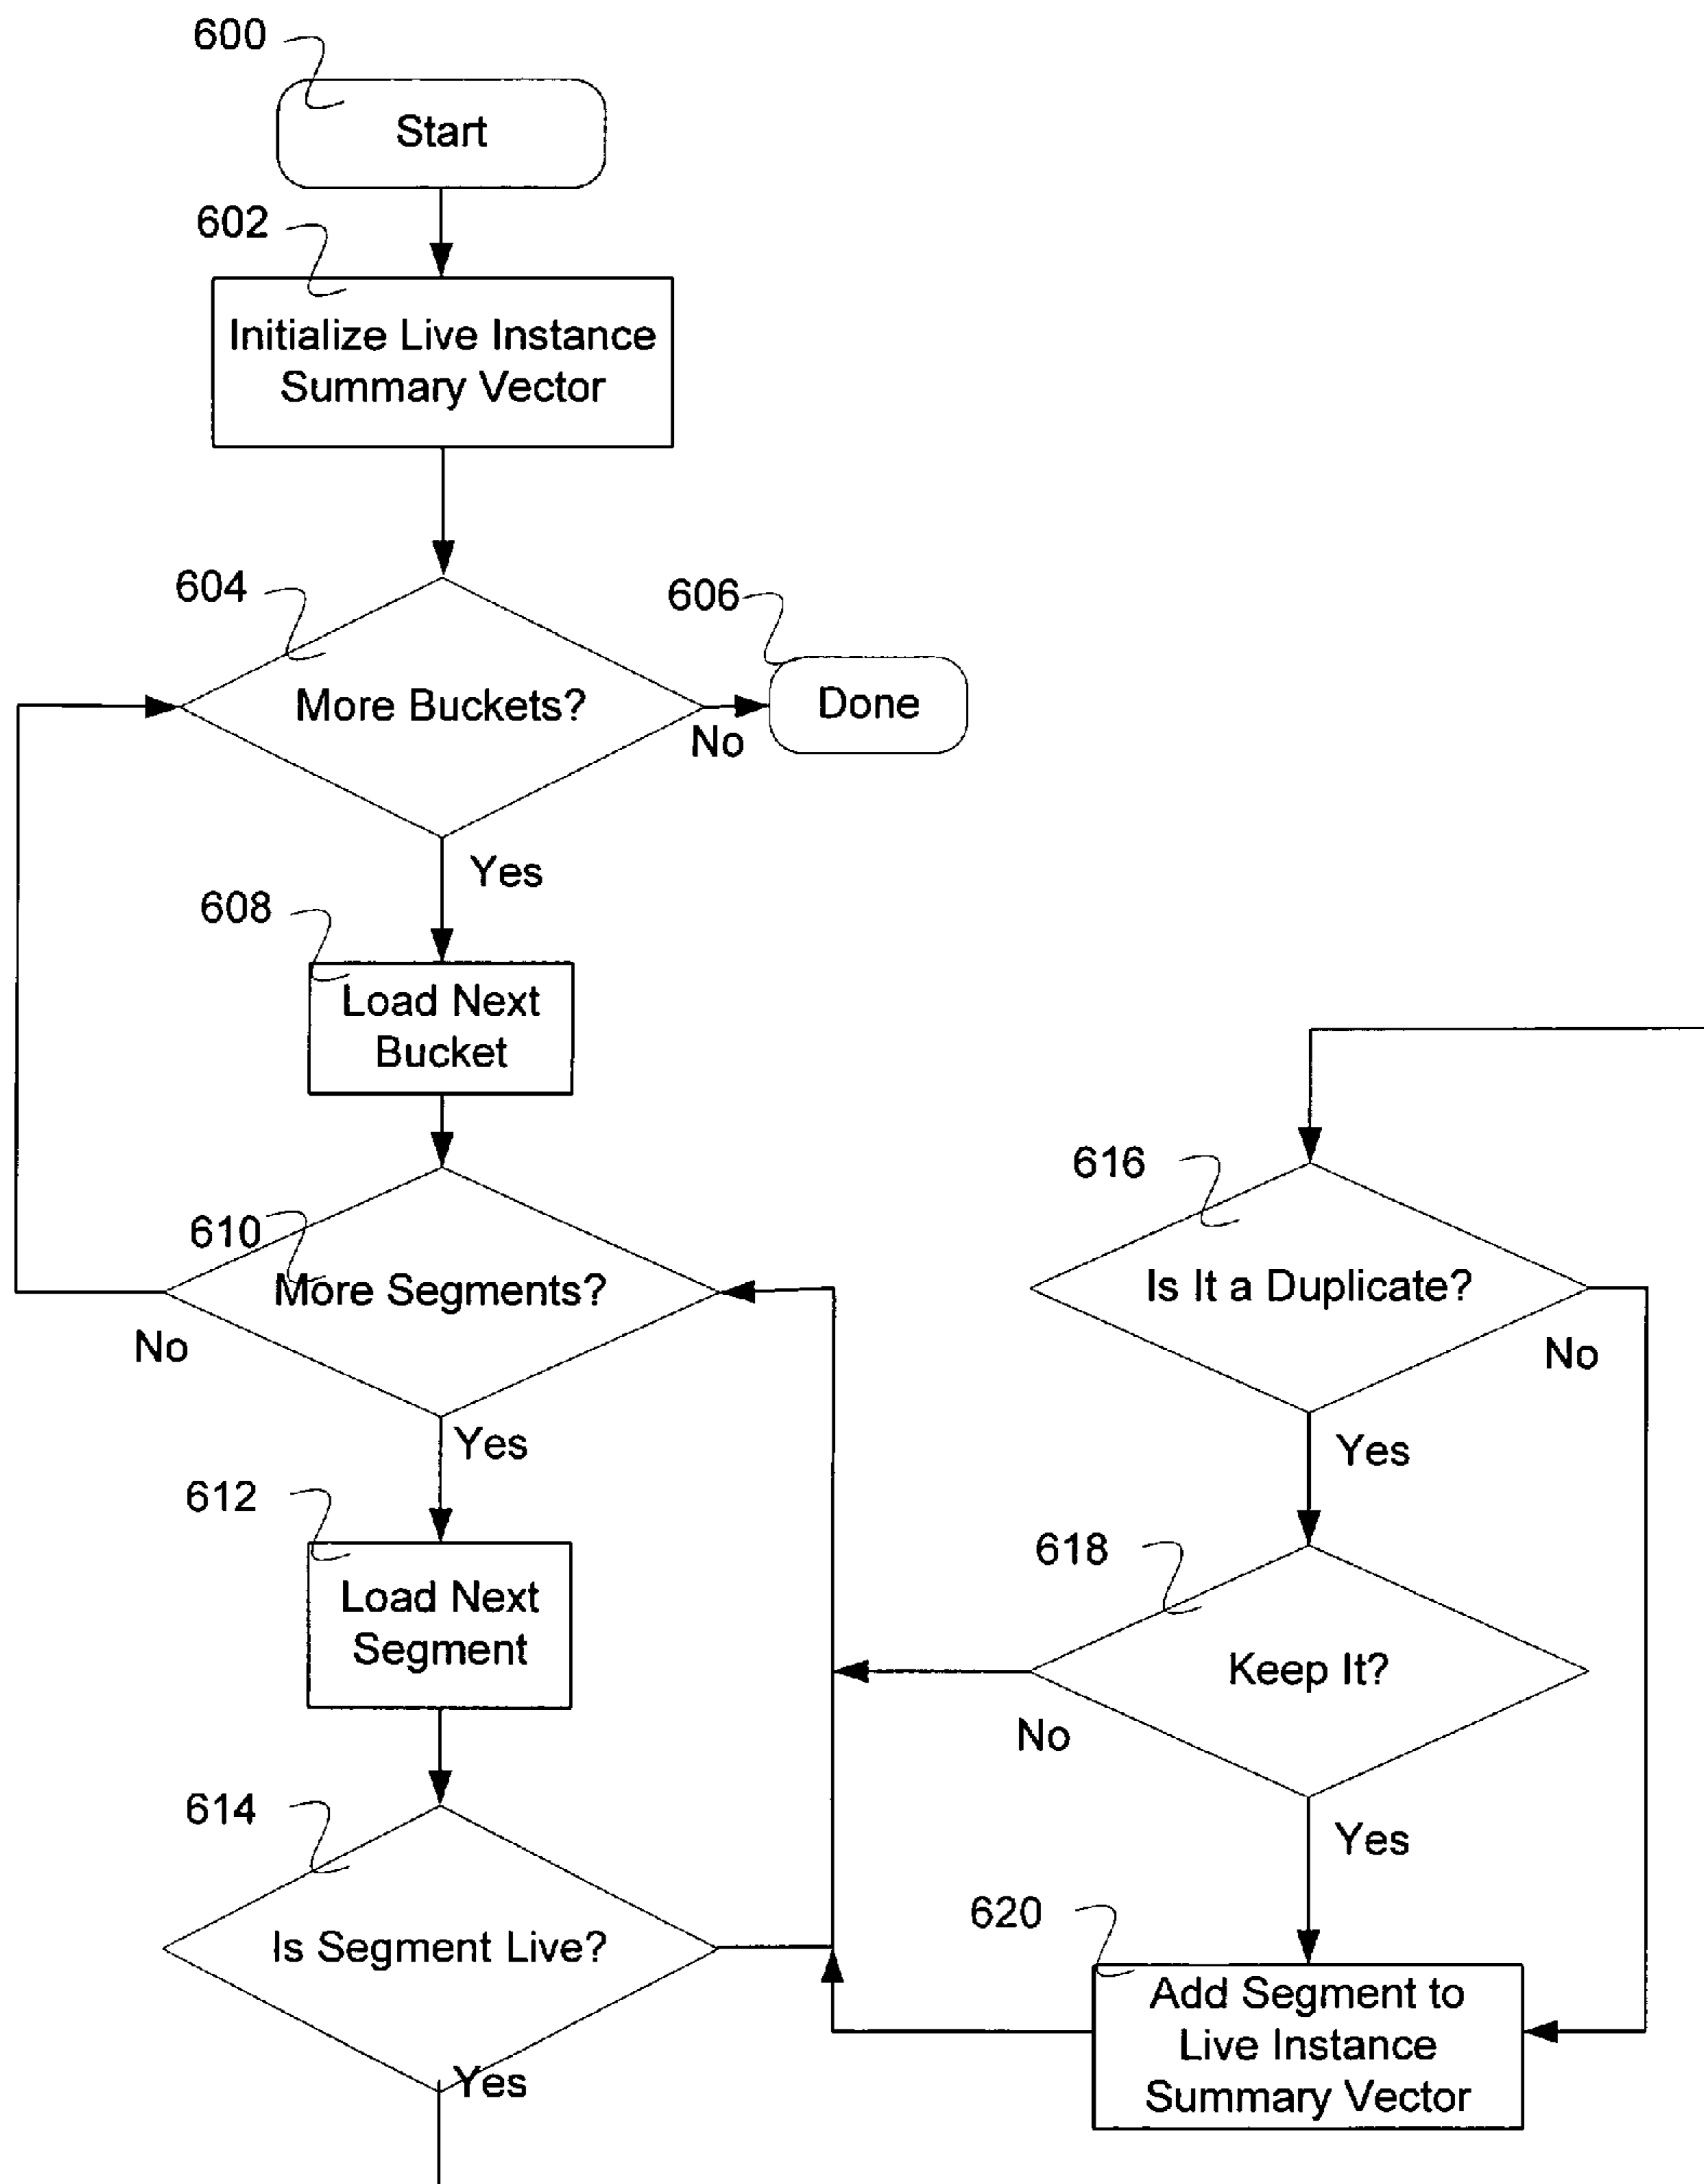 600
Start
602
Initialize Live Instance
Summary Vector
604
More Buckets?
606
Done
No
Yes
608
Load Next
Bucket
610
More Segments?
No
Yes
612
Load Next
Segment
614
Is Segment Live?
Yes
616
Is It a Duplicate?
No
Yes
618
Keep It?
No
Yes
620
Add Segment to
Live Instance
Summary Vector